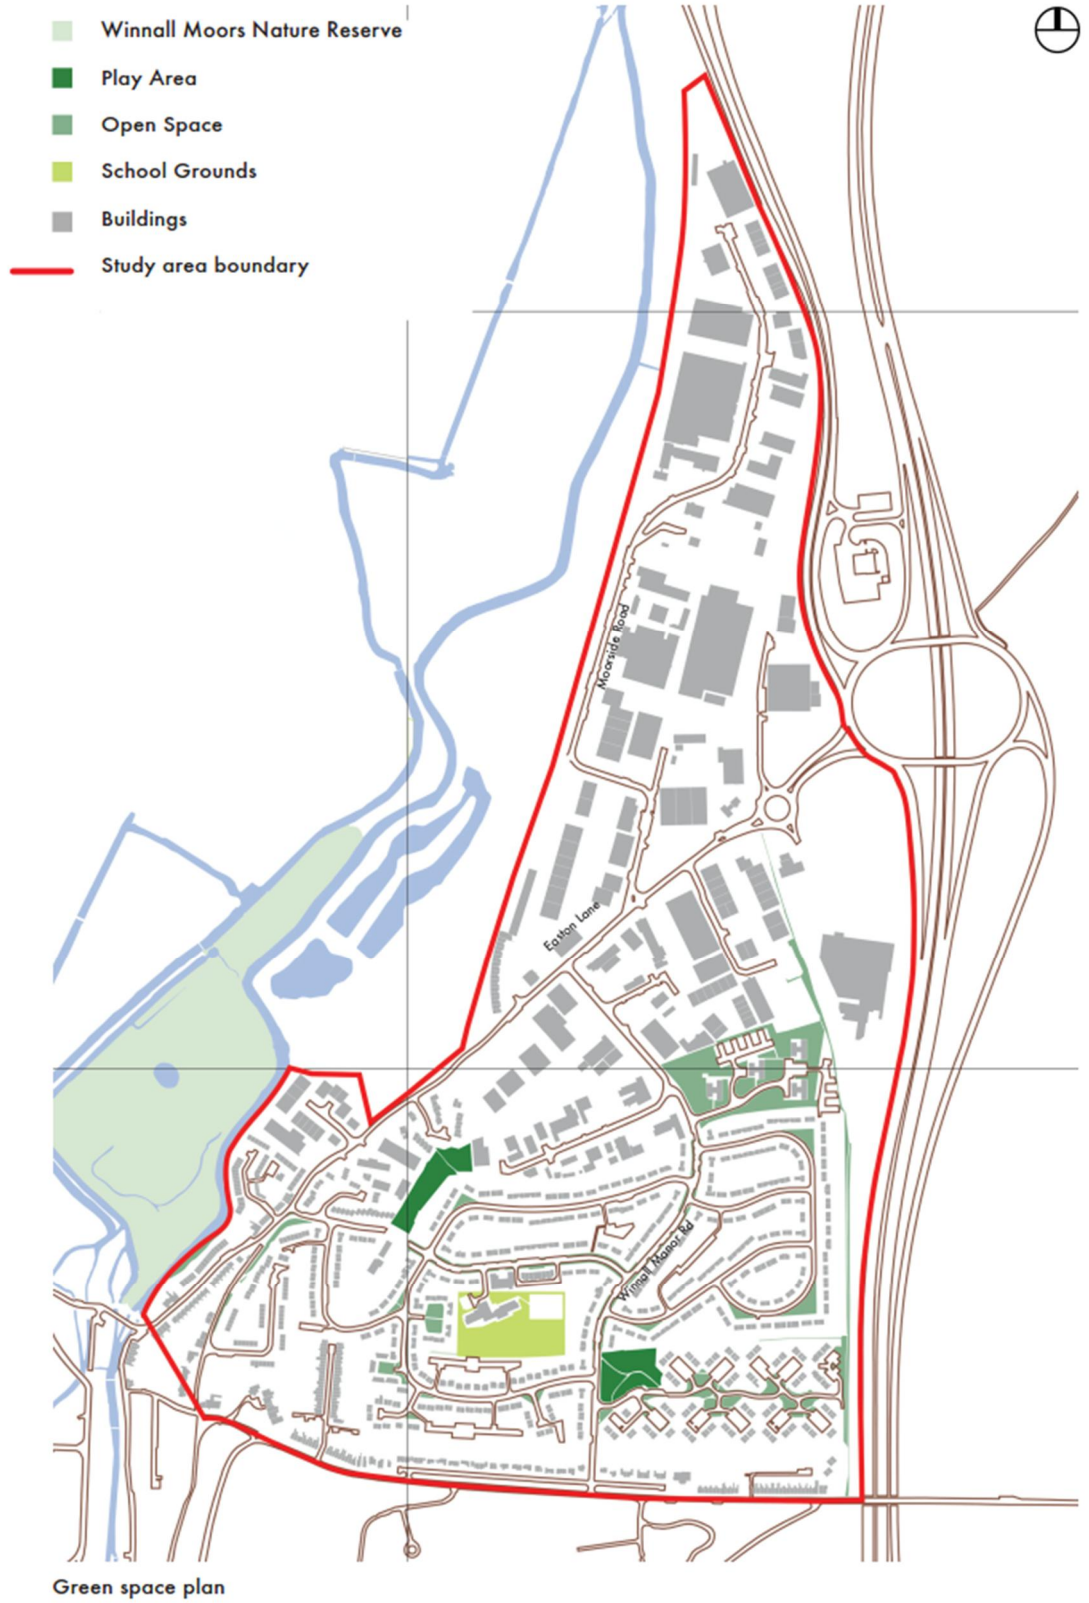 Winnall Moors Nature Reserve
Play Area
Open Space
School Grounds
Buildings
Study area boundary
Moorside Road
Easton Lane
Winnall Manor Rd
Green space plan